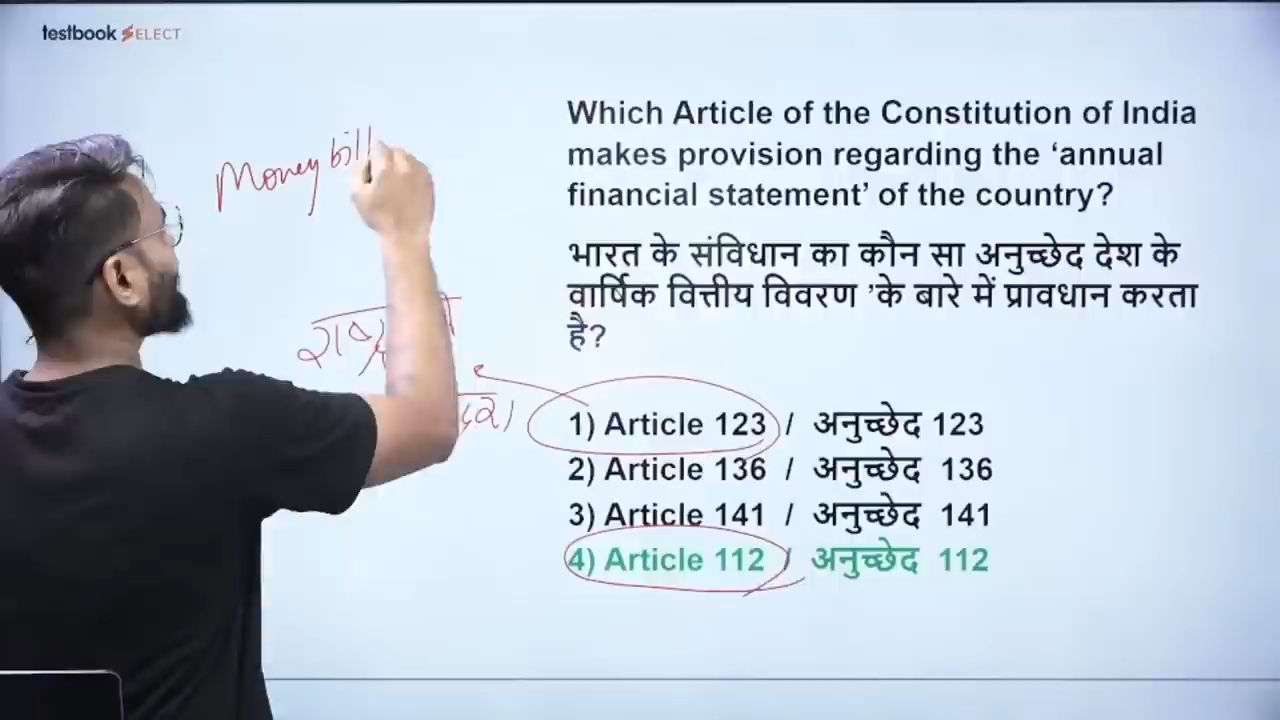 testbook SELECT
Money bill
Which Article of the Constitution of India
makes provision regarding the ‘annual
financial statement’ of the country?
भारत के संविधान का कौन सा अनुच्छेद देश के
वार्षिक वित्तीय विवरण ’के बारे में प्रावधान करता
है?
1) Article 123 / अनुच्छेद 123
2) Article 136 / अनुच्छेद 136
3) Article 141 / अनुच्छेद 141
4) Article 112 / अनुच्छेद 112